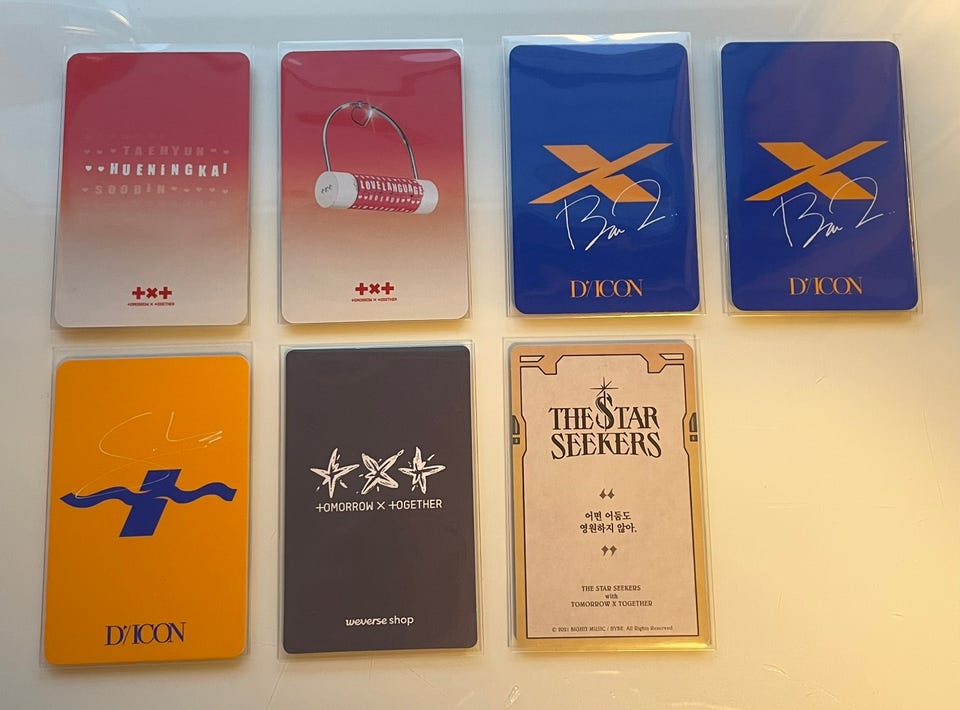 TAEHYUN
HUENINGKAI
SOOBIN
+×+
TOMORROW × TOGETHER
LOVE LANGUAGE
+×+
TOMORROW × TOGETHER
X
D'/ICON
X
D'/ICON
D'/ICON
TOMORROW × TOGETHER
weverse shop
THE STAR
SEEKERS
“
어떤 어둠도
영원하지 않아.
”
THE STAR SEEKERS
with
TOMORROW X TOGETHER
© 2021 BIGHIT MUSIC / HYBE. All Rights Reserved